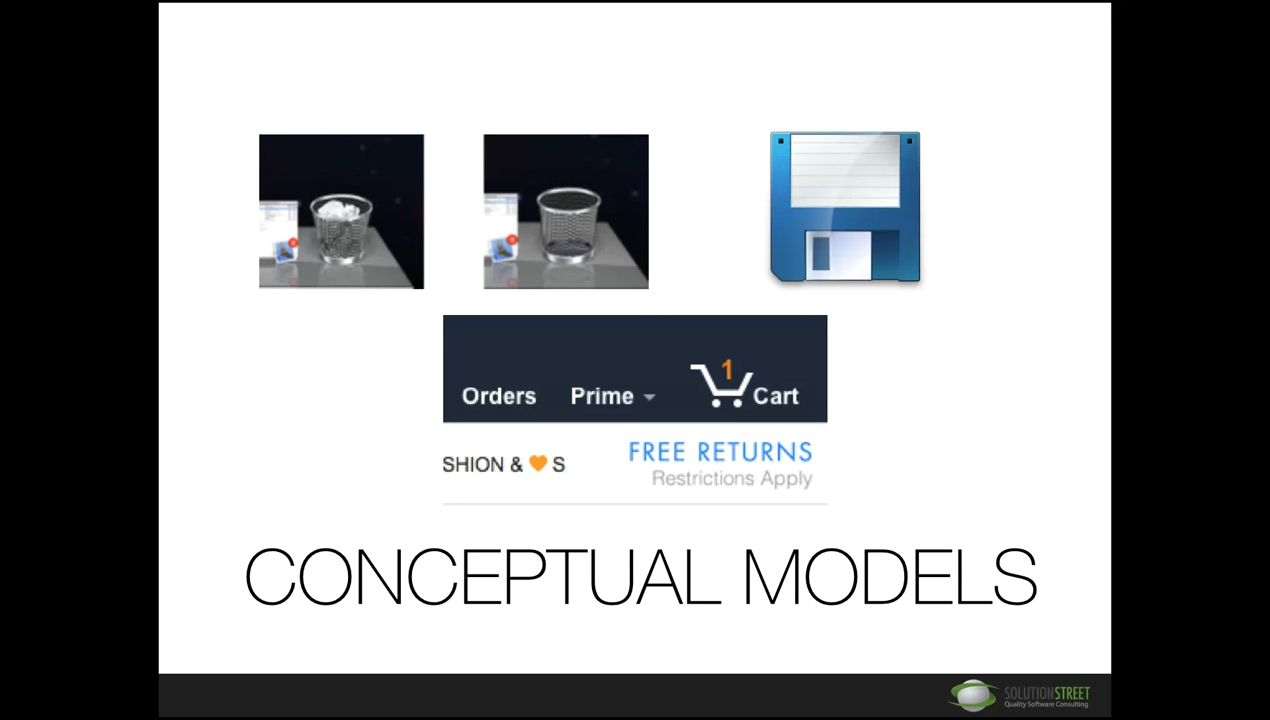 1
Orders Prime Cart
SHION & 🧡 S
FREE RETURNS
Restrictions Apply
CONCEPTUAL MODELS
SOLUTIONSTREET
Quality Software Consulting